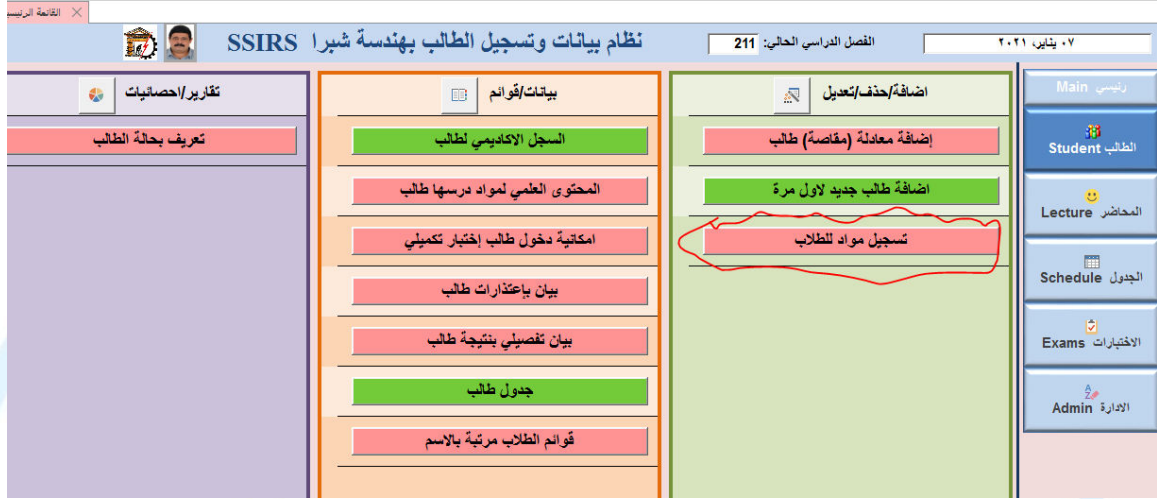 القائمة الرئيسي
نظام بيانات وتسجيل الطالب بهندسة شبرا SSIRS
الفصل الدراسي الحالي: 211
٠٧ يناير، ٢٠٢١
رئيسي Main
الطالب Student
المحاضر Lecture
الجدول Schedule
الاختبارات Exams
الادارة Admin
اضافة/حذف/تعديل
إضافة معادلة (مقاصة) طالب
اضافة طالب جديد لاول مرة
تسجيل مواد للطلاب
بيانات/قوائم
السجل الاكاديمي لطالب
المحتوى العلمي لمواد درسها طالب
امكانية دخول طالب إختبار تكميلي
بيان بإعتذارات طالب
بيان تفصيلي بنتيجة طالب
جدول طالب
قوائم الطلاب مرتبة بالاسم
تقارير/احصائيات
تعريف بحالة الطالب